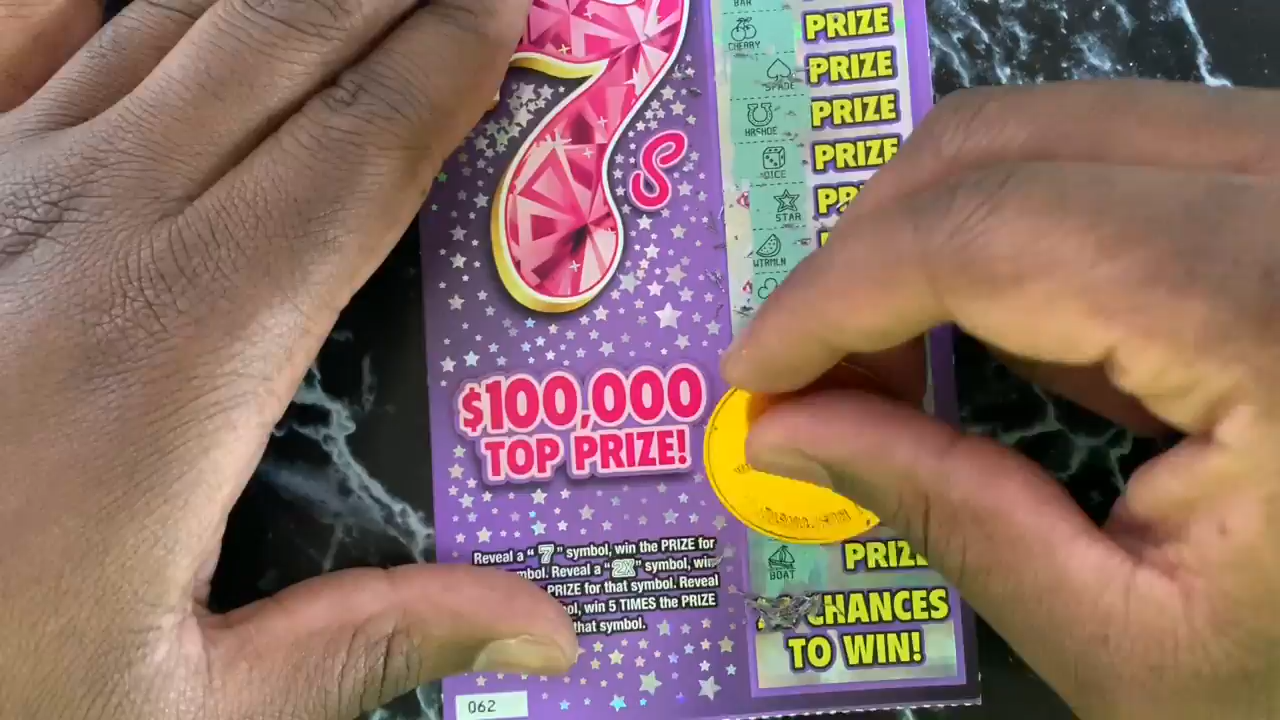 7s
$100,000
TOP PRIZE!
Reveal a "7" symbol, win the PRIZE for
symbol. Reveal a "2X" symbol, win
PRIZE for that symbol. Reveal
win 5 TIMES the PRIZE
that symbol.
062
BAR
CHERRY
PRIZE
SPADE
PRIZE
HRSHOE
PRIZE
DICE
PRIZE
STAR
WTRMLN
BOAT
PRIZE
CHANCES
TO WIN!